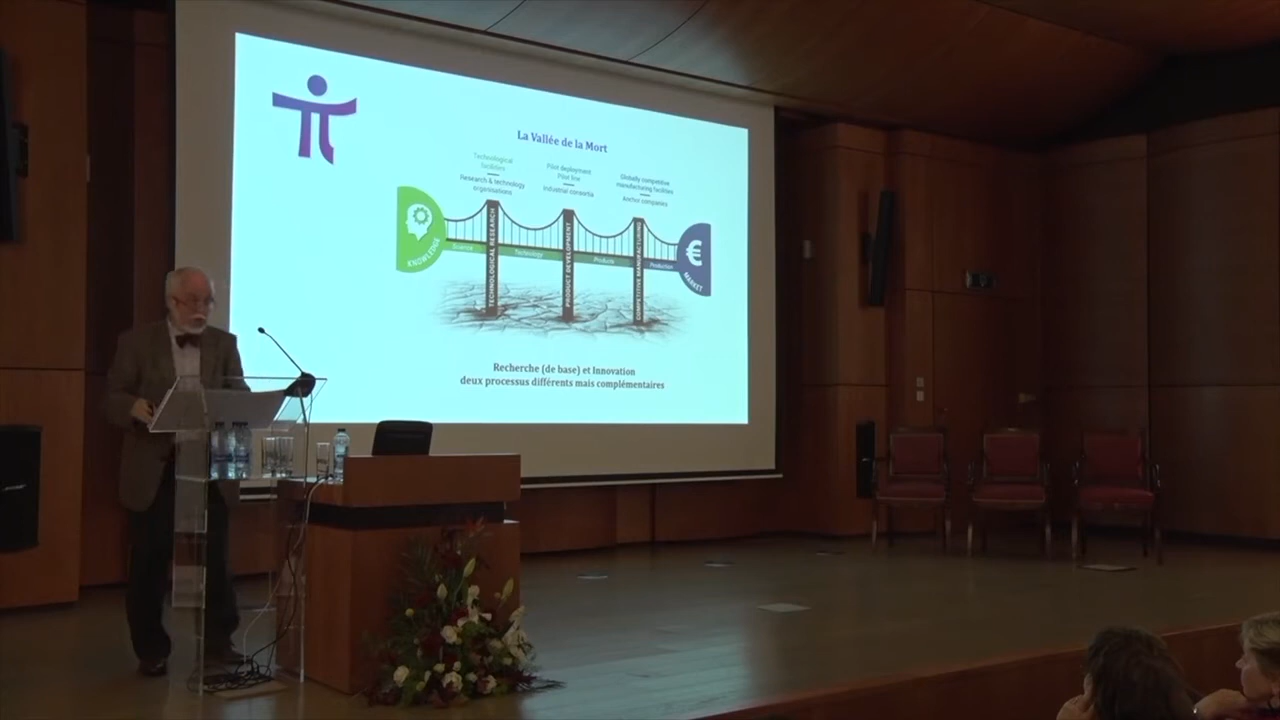 La Vallée de la Mort
Technological
facilities
Research & technology
organisations
Pilot deployment
Pilot line
Industrial consortia
Globally competitive
manufacturing facilities
Anchor companies
KNOWLEDGE
Science
TECHNOLOGICAL RESEARCH
Technology
PRODUCT DEVELOPMENT
Products
COMPETITIVE MANUFACTURING
Production
€
MARKET
Recherche (de base) et Innovation
deux processus différents mais complémentaires